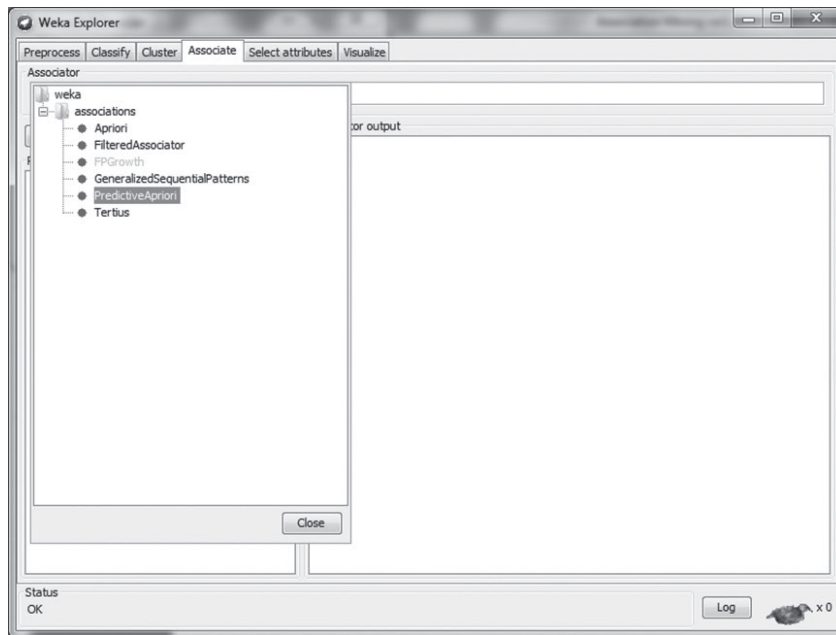 Weka Explorer
Preprocess Classify Cluster Associate Select attributes Visualize
Associator
weka
associations
Apriori
FilteredAssociator
FPGrowth
GeneralizedSequentialPatterns
PredictiveApriori
Tertius
tor output
Close
Status
OK
Log
x 0